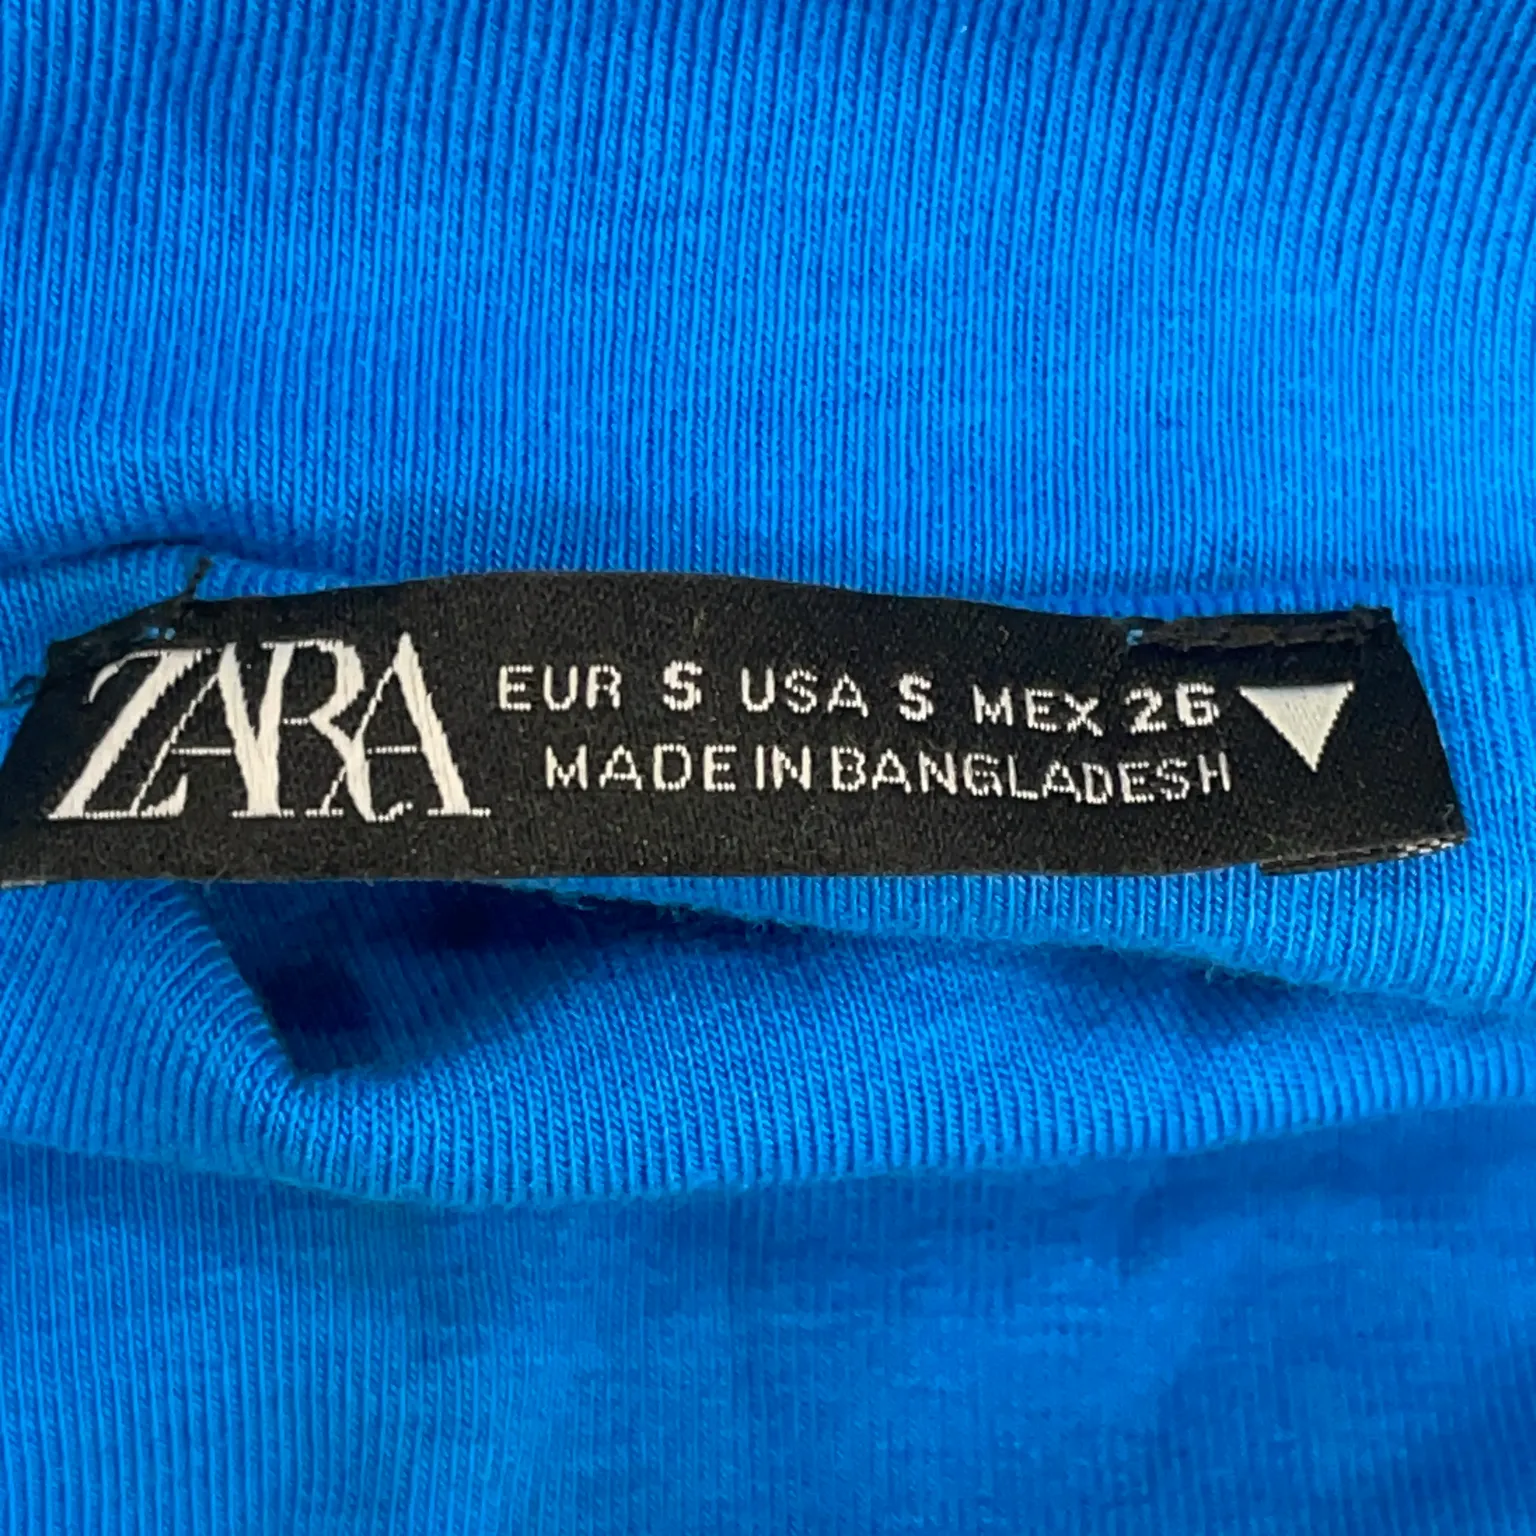 ZARA
EUR S USA S MEX 26
MADE IN BANGLADESH